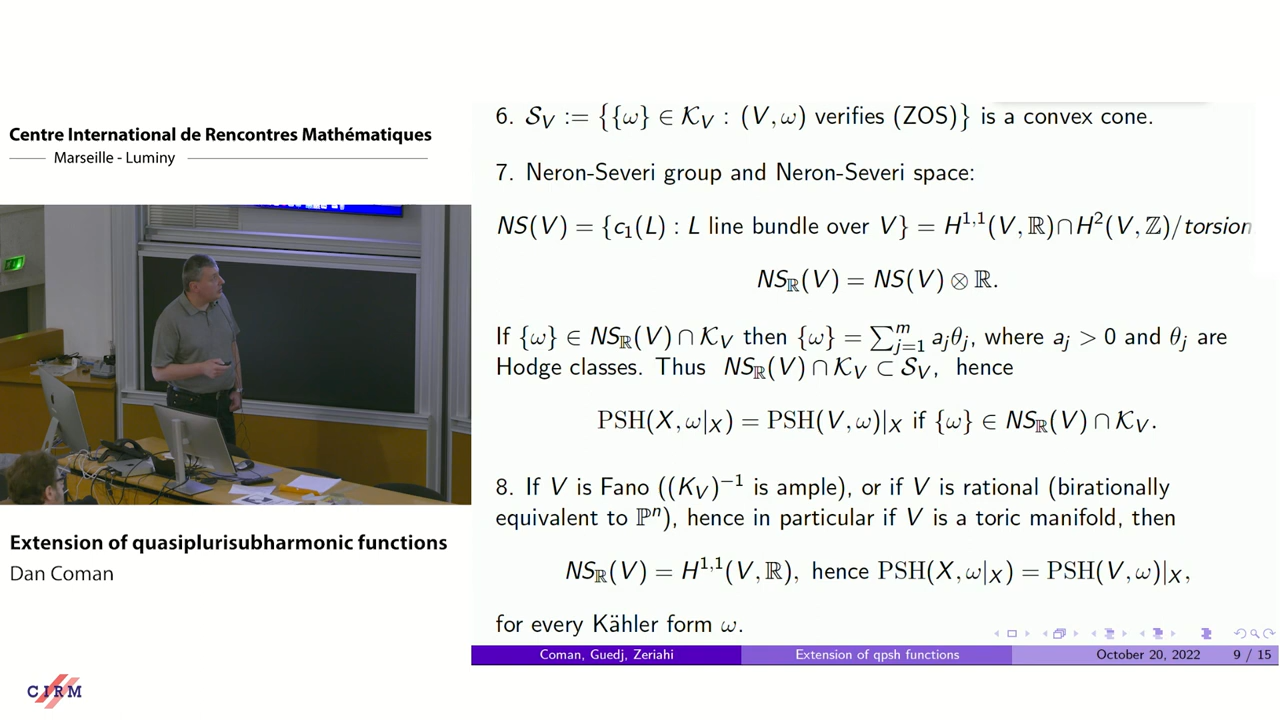 Centre International de Rencontres Mathématiques
Marseille - Luminy
Extension of quasiplurisubharmonic functions
Dan Coman
CIRM
6. 𝒮_V := {{ω} ∈ 𝒦_V : (V, ω) verifies (ZOS)} is a convex cone.
7. Neron-Severi group and Neron-Severi space:
NS(V) = {c₁(L) : L line bundle over V} = H^{1,1}(V, ℝ)∩H²(V, ℤ)/torsion
NS_ℝ(V) = NS(V) ⊗ ℝ.
If {ω} ∈ NS_ℝ(V) ∩ 𝒦_V then {ω} = ∑_{j=1}^m a_jθ_j, where a_j > 0 and θ_j are
Hodge classes. Thus NS_ℝ(V) ∩ 𝒦_V ⊂ 𝒮_V, hence
PSH(X, ω|_X) = PSH(V, ω)|_X if {ω} ∈ NS_ℝ(V) ∩ 𝒦_V.
8. If V is Fano ((K_V)^{-1} is ample), or if V is rational (birationally
equivalent to ℙⁿ), hence in particular if V is a toric manifold, then
NS_ℝ(V) = H^{1,1}(V, ℝ), hence PSH(X, ω|_X) = PSH(V, ω)|_X,
for every Kähler form ω.
Coman, Guedj, Zeriahi
Extension of qpsh functions
October 20, 2022
9 / 15